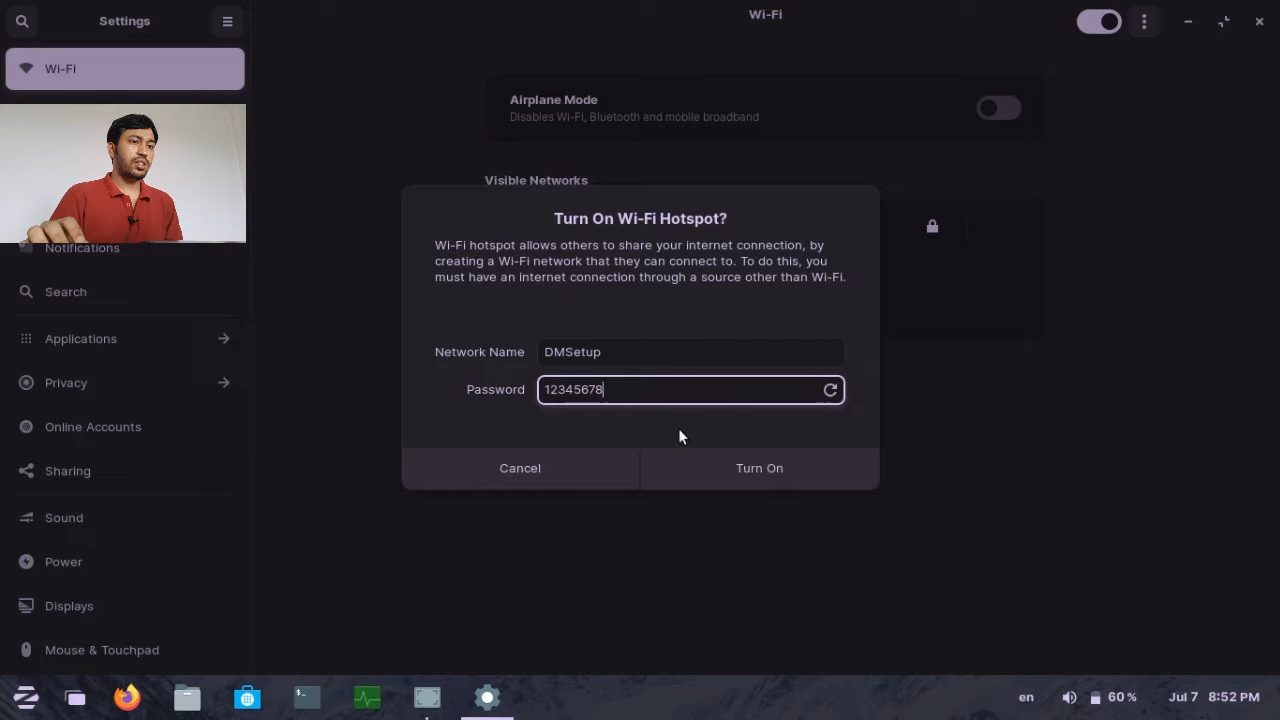 Settings
Wi-Fi
Wi-Fi
Airplane Mode
Disables Wi-Fi, Bluetooth and mobile broadband
Visible Networks
Turn On Wi-Fi Hotspot?
Wi-Fi hotspot allows others to share your internet connection, by
creating a Wi-Fi network that they can connect to. To do this, you
must have an internet connection through a source other than Wi-Fi.
Network Name DMSetup
Password 12345678
Cancel Turn On
Notifications
Search
Applications
Privacy
Online Accounts
Sharing
Sound
Power
Displays
Mouse & Touchpad
en 60 % Jul 7 8:52 PM